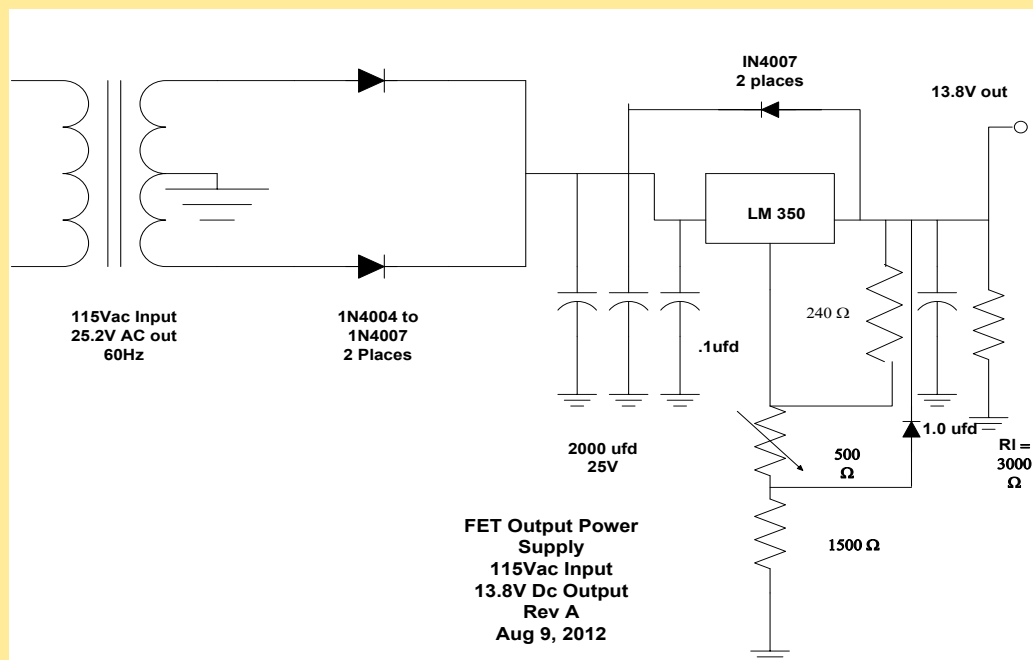 IN4007
2 places
13.8V out
LM 350
115Vac Input
25.2V AC out
60Hz
1N4004 to
1N4007
2 Places
.1ufd
240 Ω
2000 ufd
25V
500
Ω
1.0 ufd
RI =
3000
Ω
1500 Ω
FET Output Power
Supply
115Vac Input
13.8V Dc Output
Rev A
Aug 9, 2012